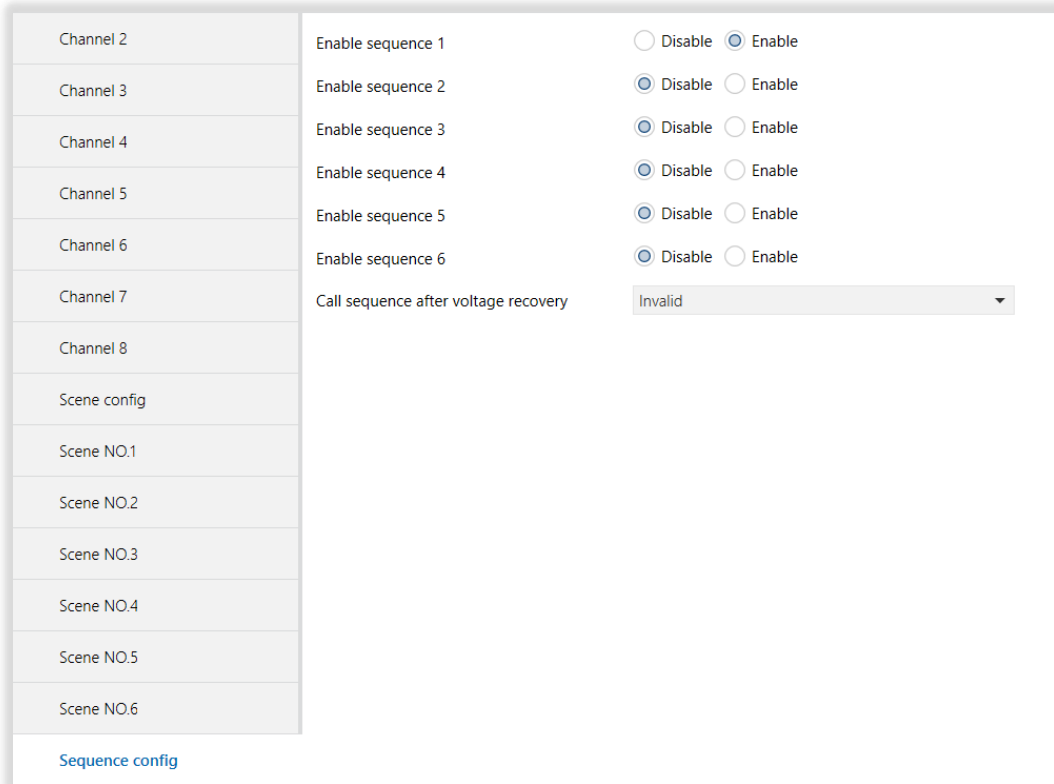 Channel 2
Channel 3
Channel 4
Channel 5
Channel 6
Channel 7
Channel 8
Scene config
Scene NO.1
Scene NO.2
Scene NO.3
Scene NO.4
Scene NO.5
Scene NO.6
Sequence config
Enable sequence 1 Disable Enable
Enable sequence 2 Disable Enable
Enable sequence 3 Disable Enable
Enable sequence 4 Disable Enable
Enable sequence 5 Disable Enable
Enable sequence 6 Disable Enable
Call sequence after voltage recovery Invalid